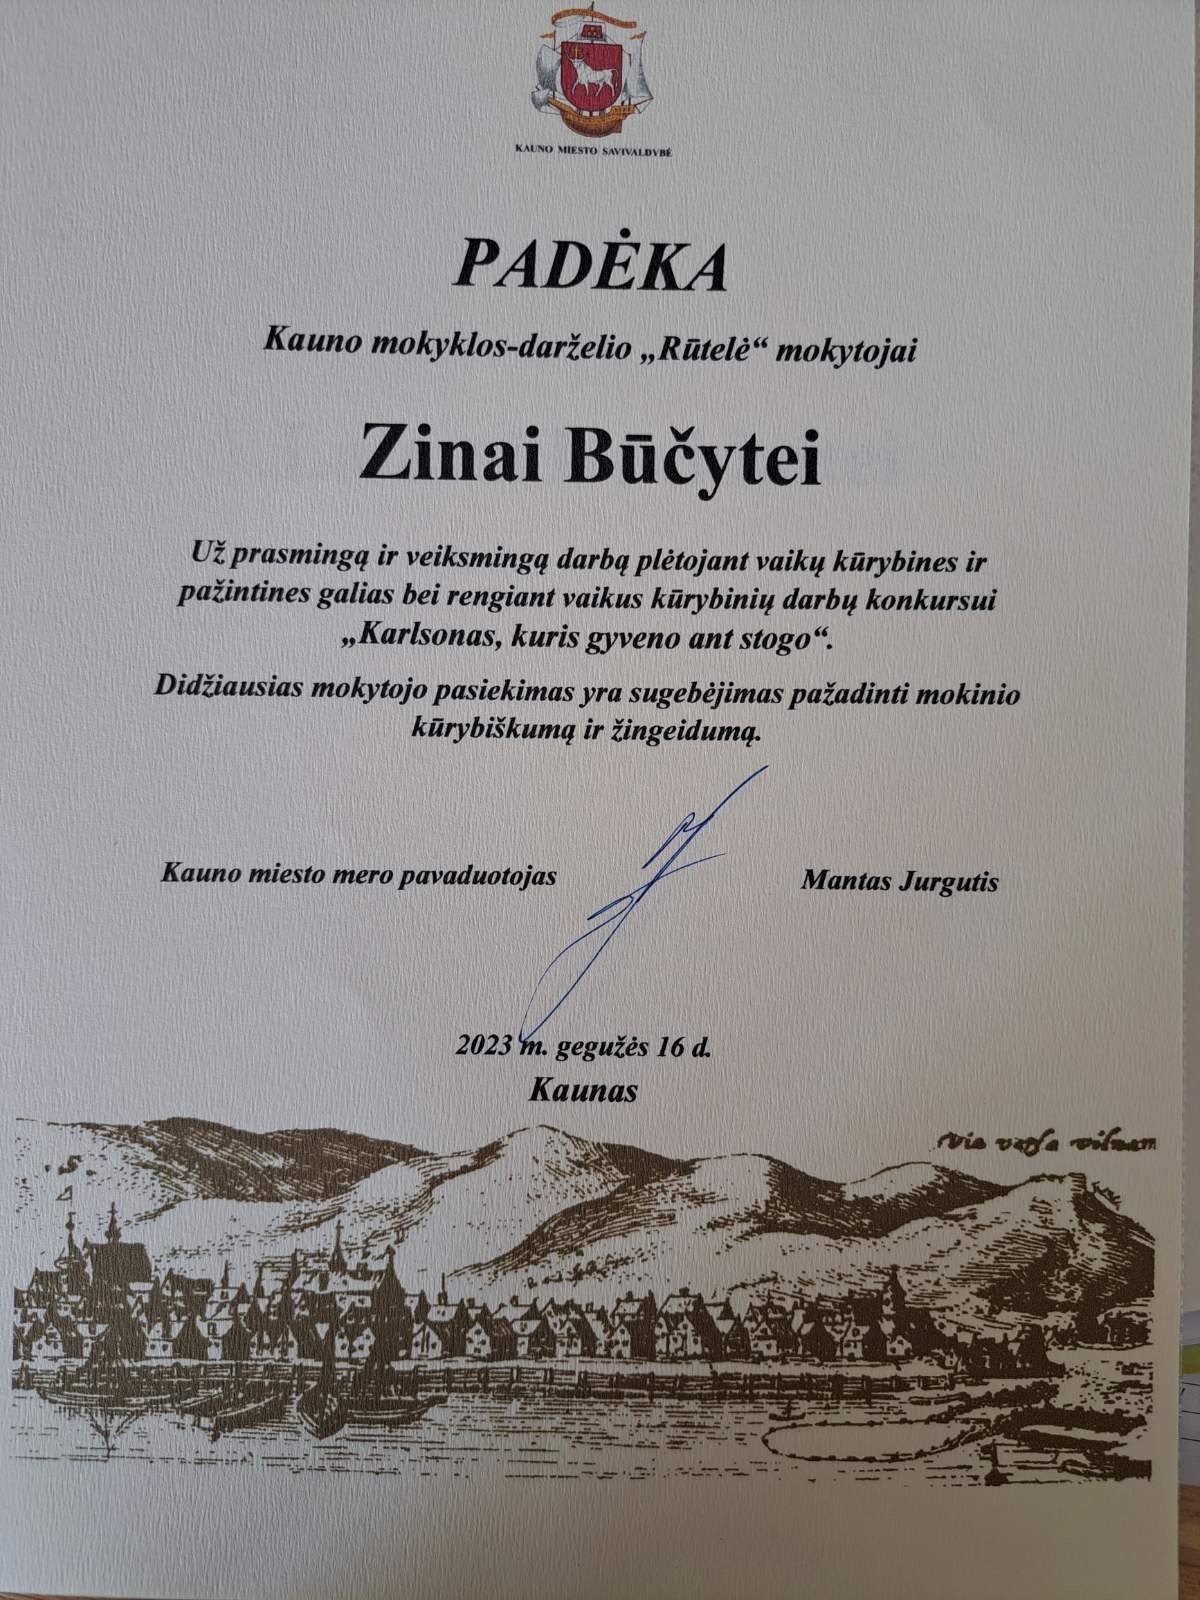 KAUNO MIESTO SAVIVALDYBĖ
PADĖKA
Kauno mokyklos-darželio „Rūtelė“ mokytojai
Zinai Būčytei
Už prasmingą ir veiksmingą darbą plėtojant vaikų kūrybines ir
pažintines galias bei rengiant vaikus kūrybinių darbų konkursui
„Karlsonas, kuris gyveno ant stogo“.
Didžiausias mokytojo pasiekimas yra sugebėjimas pažadinti mokinio
kūrybiškumą ir žingeidumą.
Kauno miesto mero pavaduotojas Mantas Jurgutis
2023 m. gegužės 16 d.
Kaunas